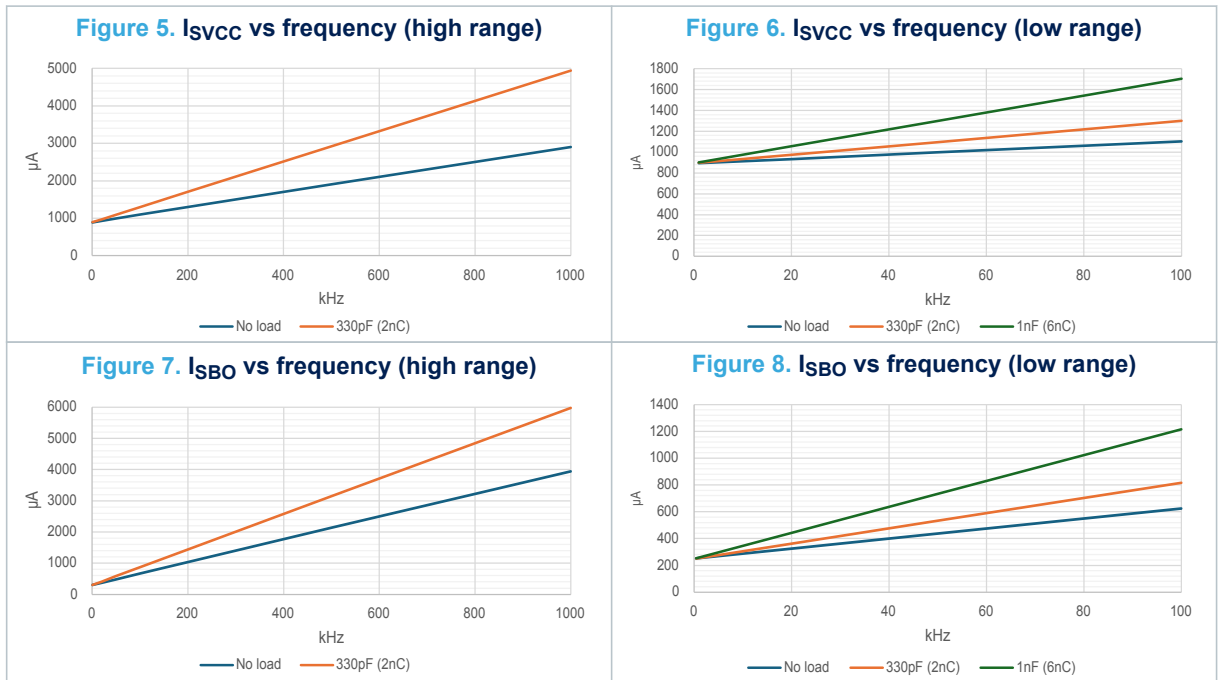 Figure 5. ISVCC vs frequency (high range)
5000
4000
3000
2000
1000
0
µA
0 200 400 600 800 1000
kHz
No load 330pF (2nC)
Figure 6. ISVCC vs frequency (low range)
1800
1600
1400
1200
1000
800
600
400
200
0
µA
0 20 40 60 80 100
kHz
No load 330pF (2nC) 1nF (6nC)
Figure 7. ISBO vs frequency (high range)
6000
5000
4000
3000
2000
1000
0
µA
0 200 400 600 800 1000
kHz
No load 330pF (2nC)
Figure 8. ISBO vs frequency (low range)
1400
1200
1000
800
600
400
200
0
µA
0 20 40 60 80 100
kHz
No load 330pF (2nC) 1nF (6nC)